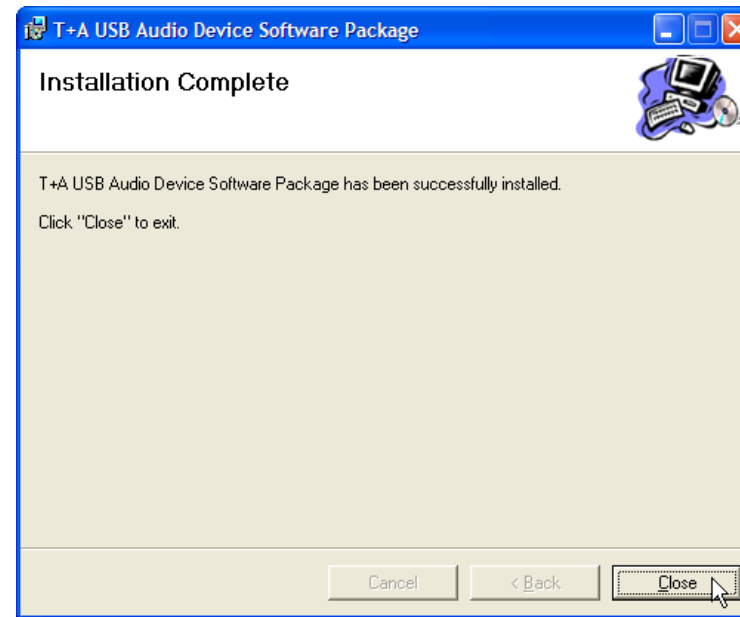 T+A USB Audio Device Software Package
Installation Complete
T+A USB Audio Device Software Package has been successfully installed.
Click "Close" to exit.
Cancel < Back Close